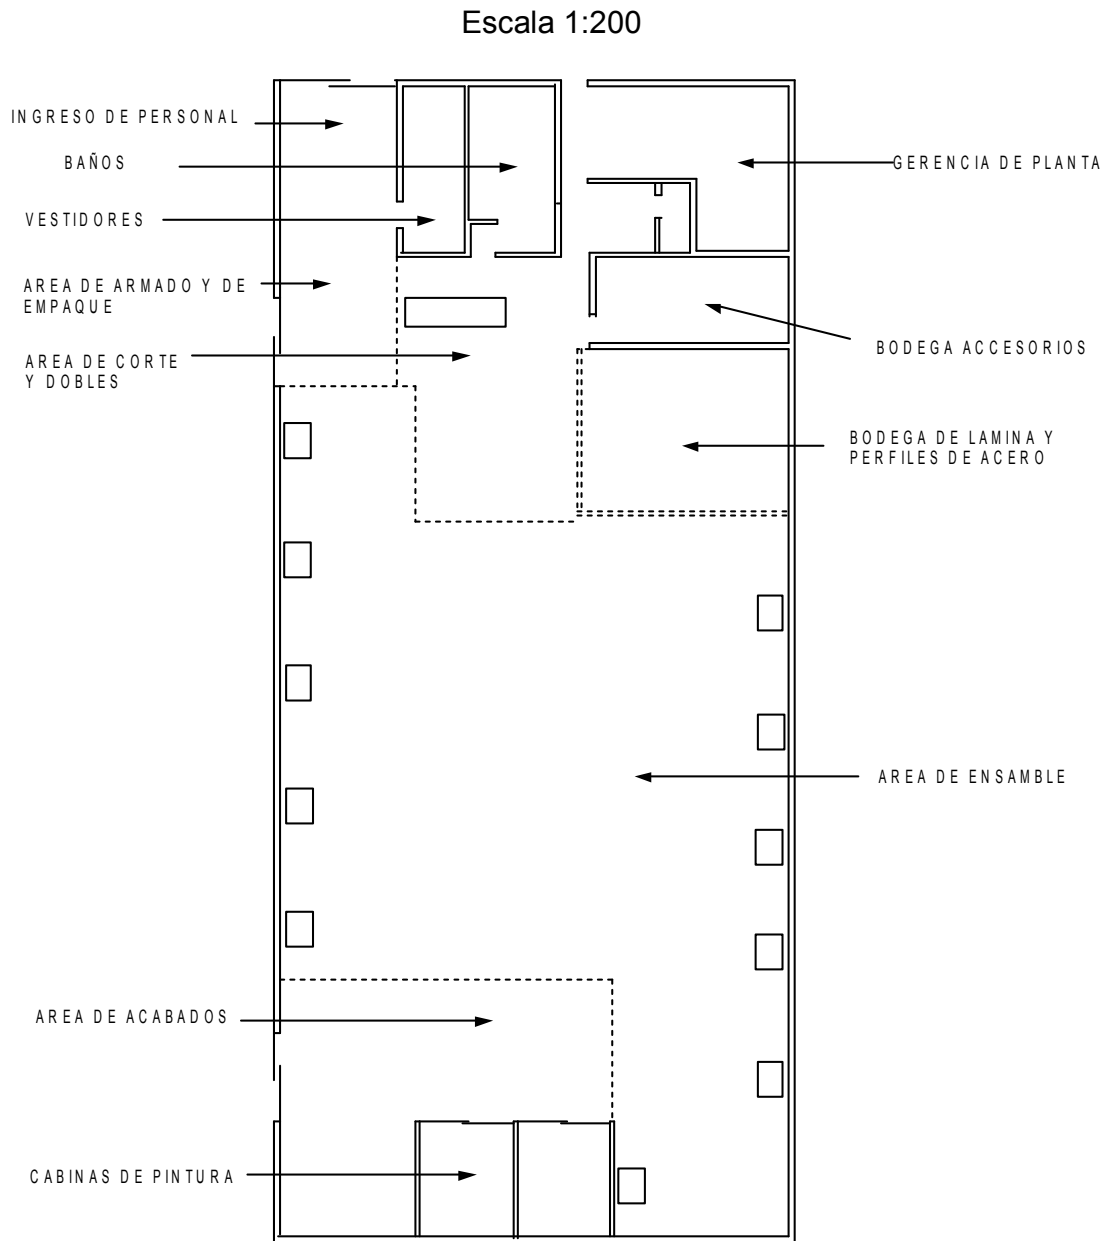 Escala 1:200
INGRESO DE PERSONAL
BAÑOS
GERENCIA DE PLANTA
VESTIDORES
AREA DE ARMADO Y DE
EMPAQUE
BODEGA ACCESORIOS
AREA DE CORTE
Y DOBLES
BODEGA DE LAMINA Y
PERFILES DE ACERO
AREA DE ENSAMBLE
AREA DE ACABADOS
CABINAS DE PINTURA